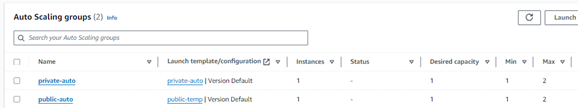 Auto Scaling groups (2) Info
Launch
Search your Auto Scaling groups
Name Launch template/configuration Instances Status Desired capacity Min Max
private-auto private-auto | Version Default 1 - 1 1 2
public-auto public-temp | Version Default 1 - 1 1 2